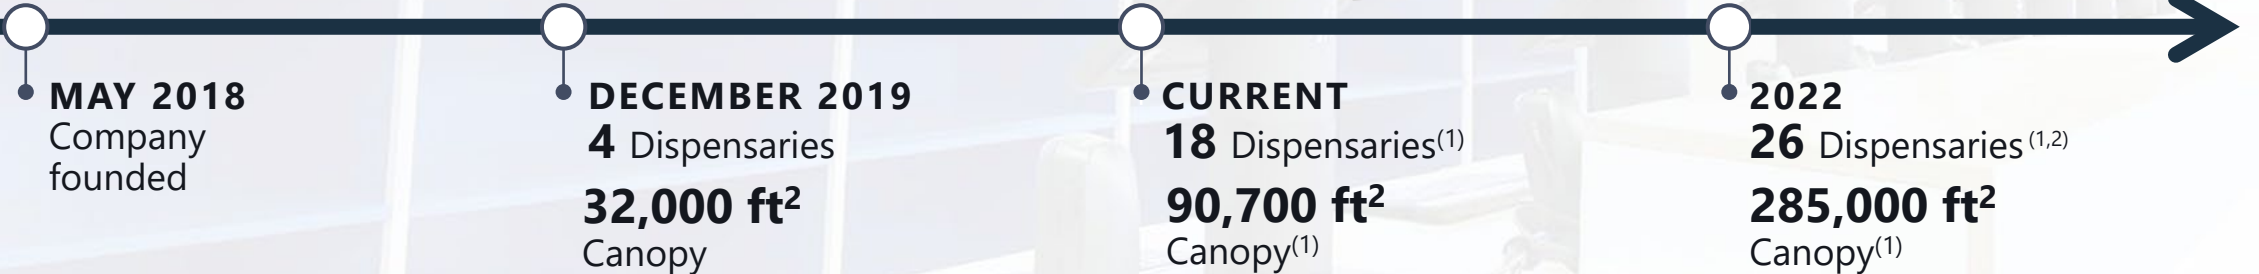 MAY 2018
Company
founded
DECEMBER 2019
4 Dispensaries
32,000 ft²
Canopy
CURRENT
18 Dispensaries(1)
90,700 ft²
Canopy(1)
2022
26 Dispensaries (1,2)
285,000 ft²
Canopy(1)